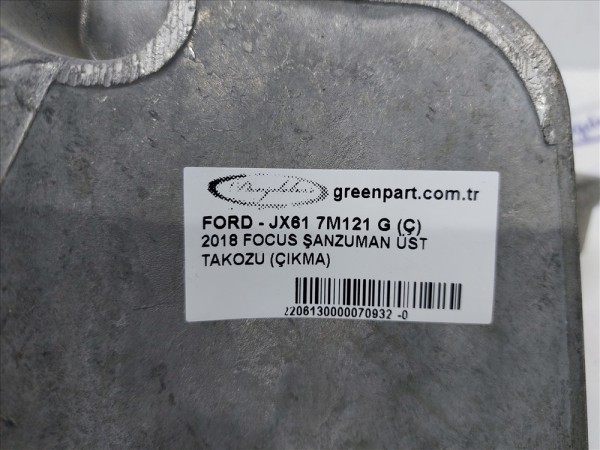 greenpart.com.tr
FORD - JX61 7M121 G (Ç)
2018 FOCUS ŞANZUMAN ÜST
TAKOZU (ÇIKMA)
2206130000070932 -0